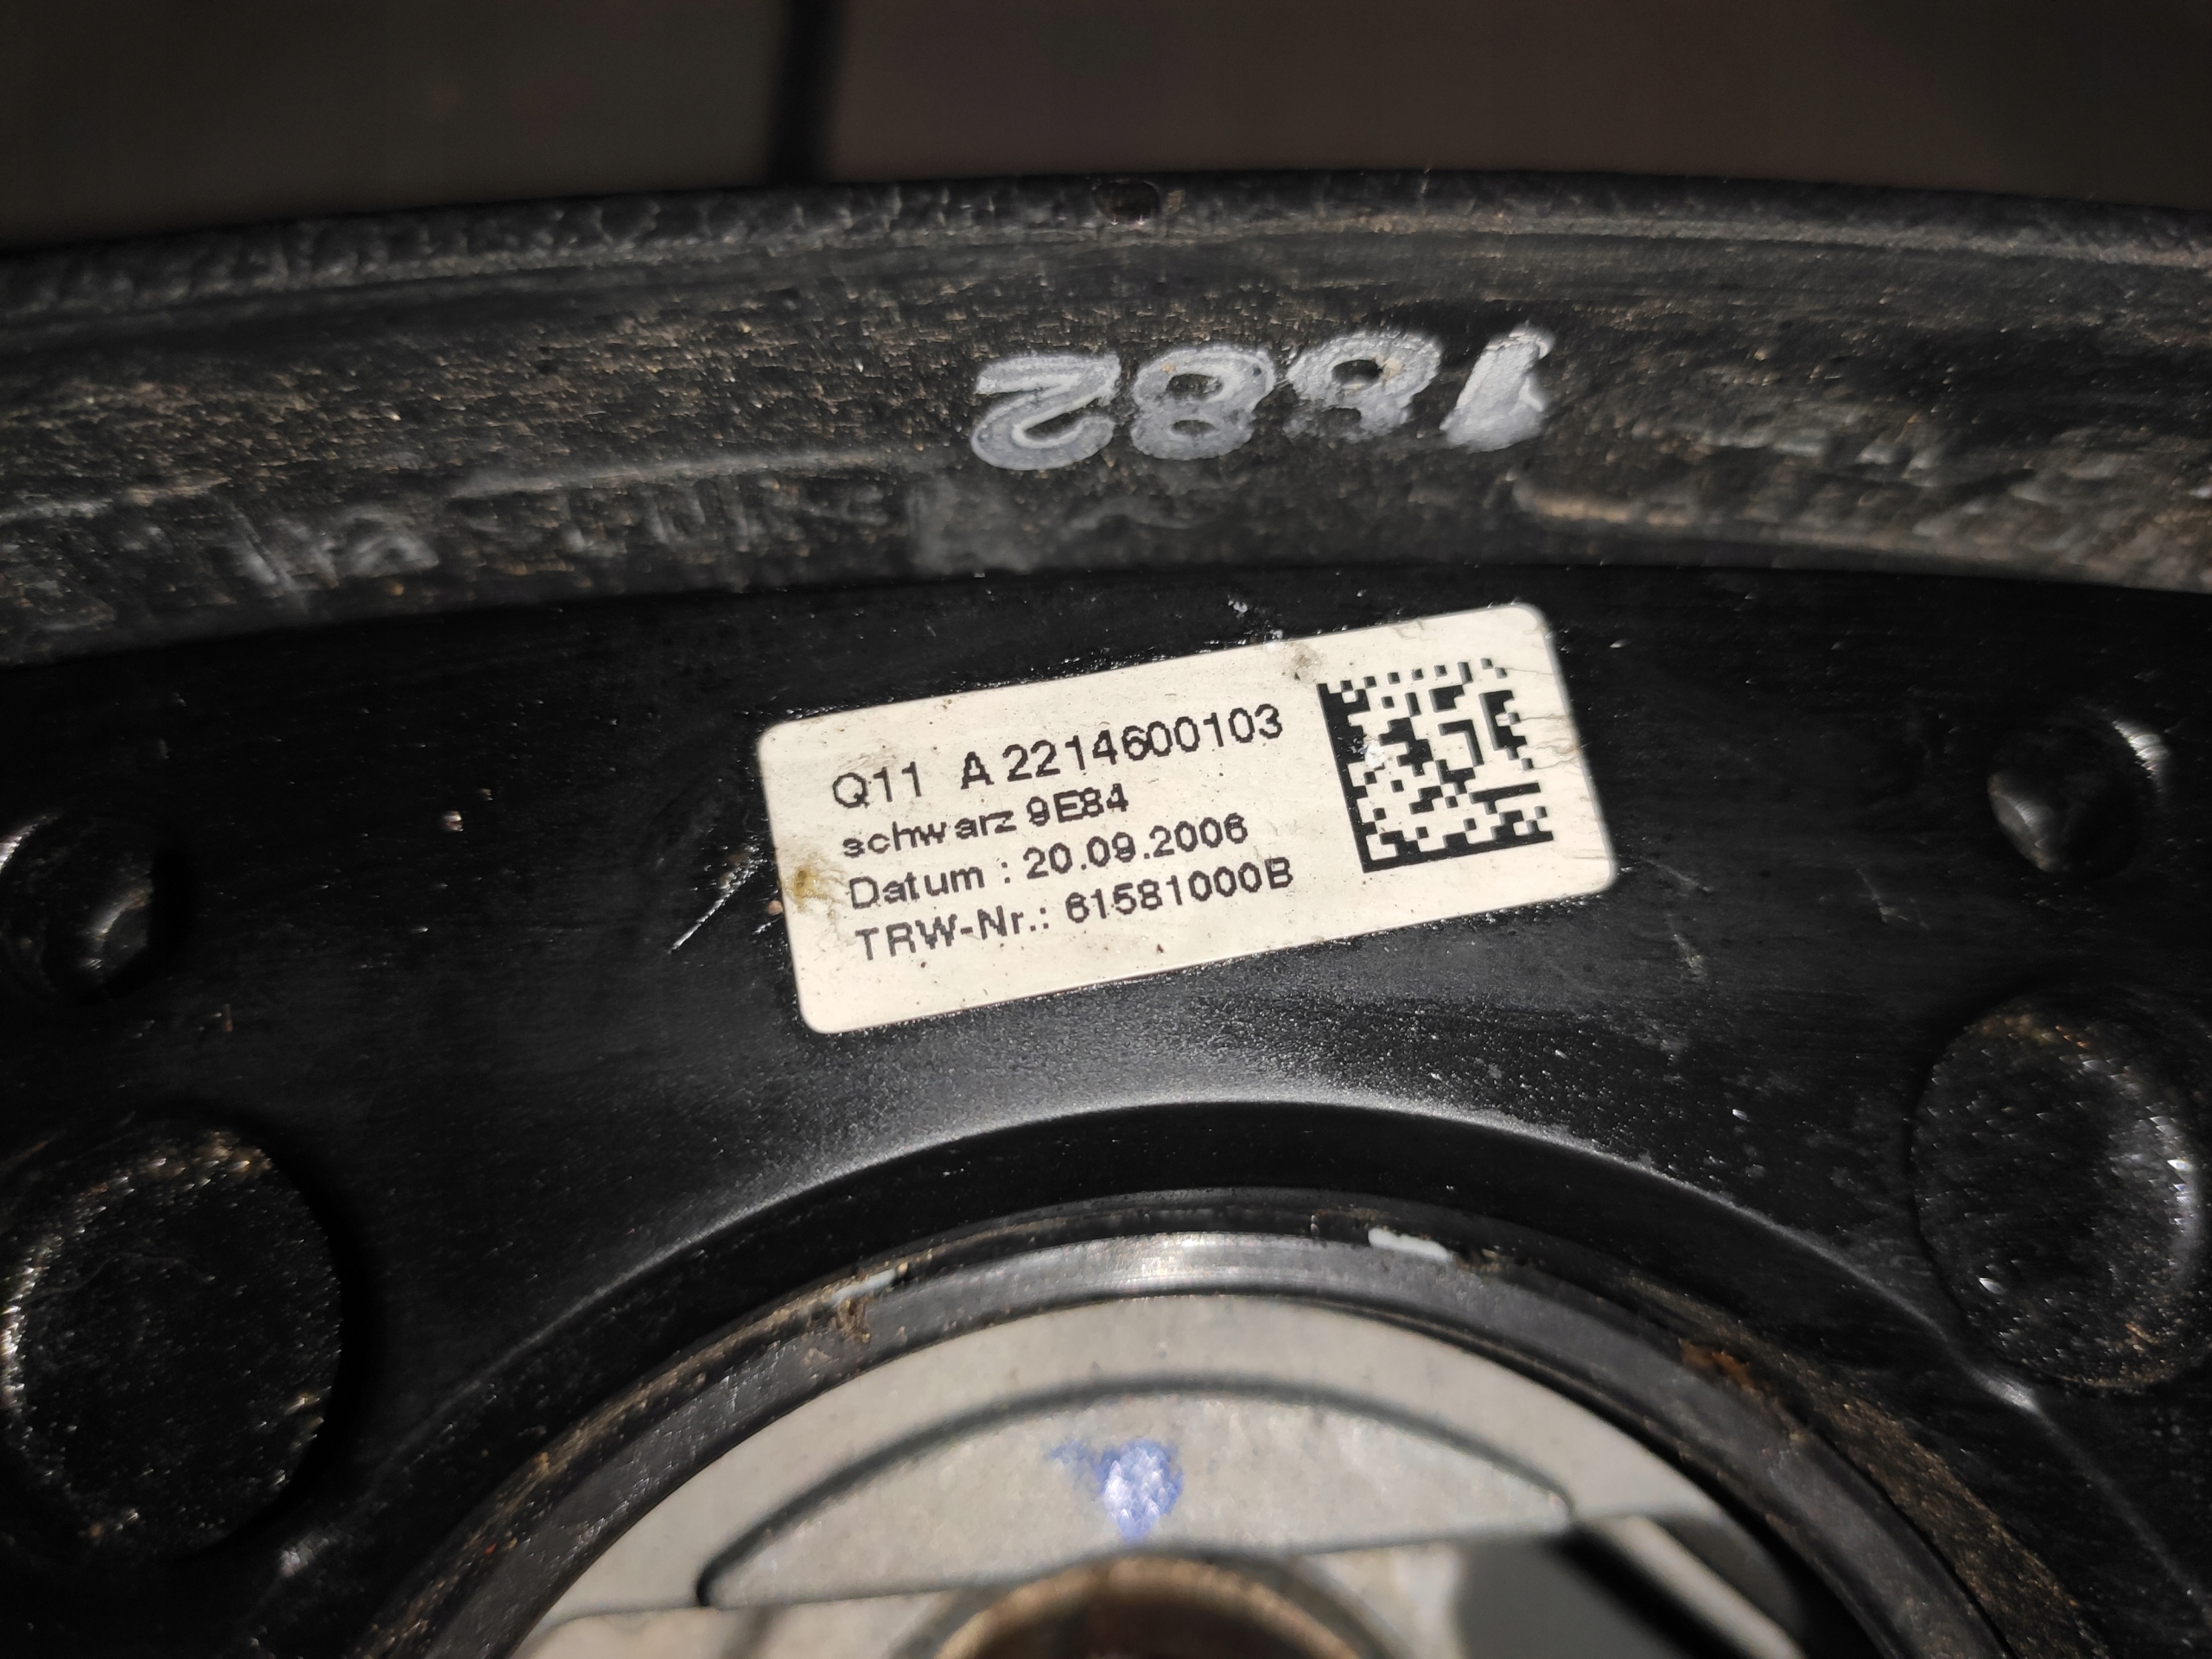 1882
Q11 A 2214600103
schwarz 9E84
Datum : 20.09.2006
TRW-Nr.: 61581000B